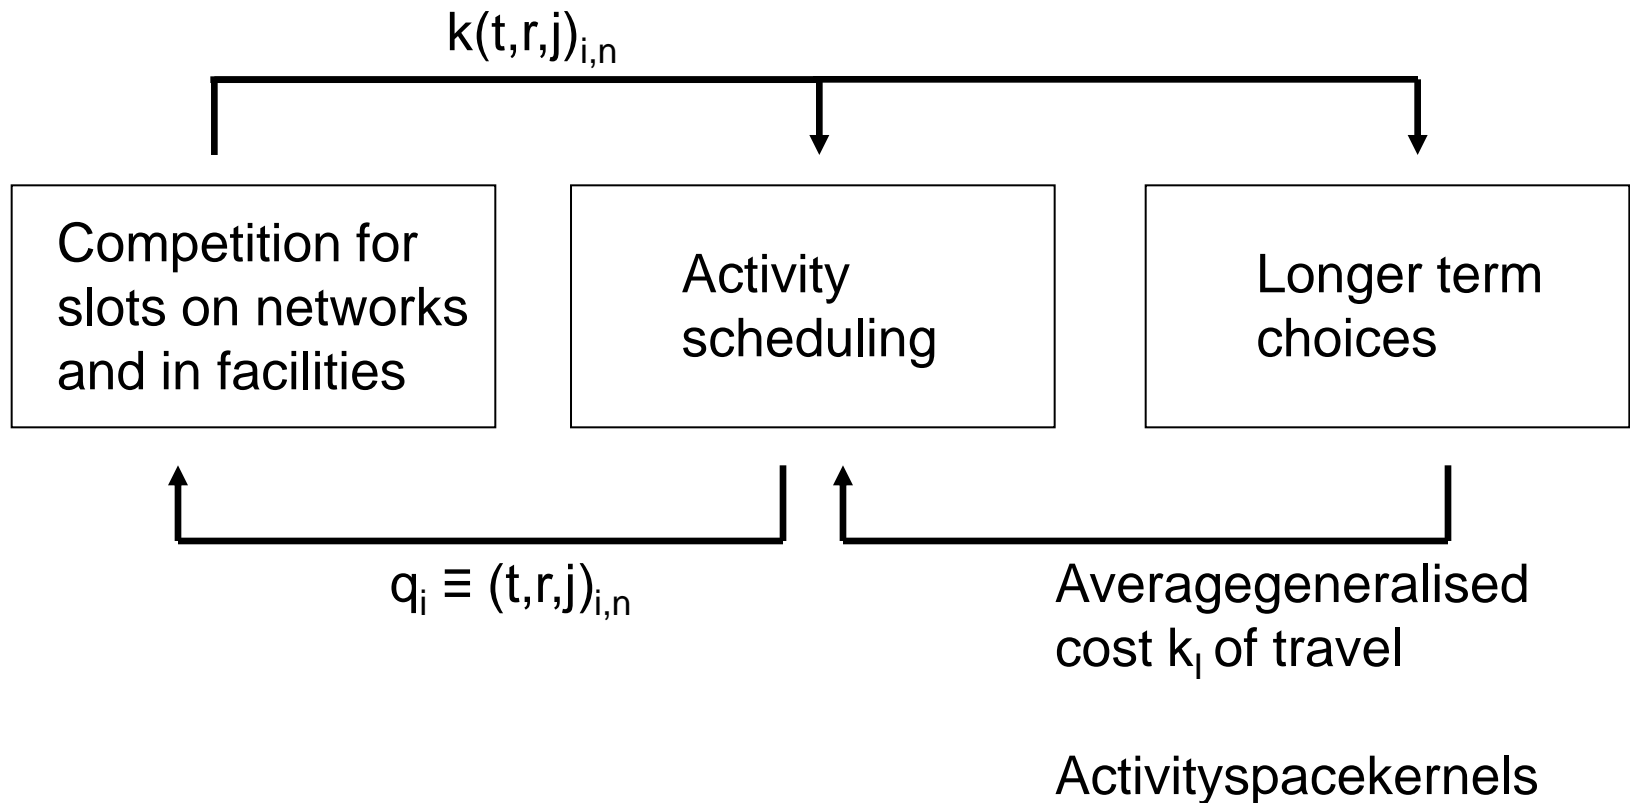 k(t,r,j)i,n
Competition for
slots on networks
and in facilities
Activity
scheduling
Longer term
choices
qi ≡ (t,r,j)i,n
Averagegeneralised
cost kl of travel
Activityspacekernels